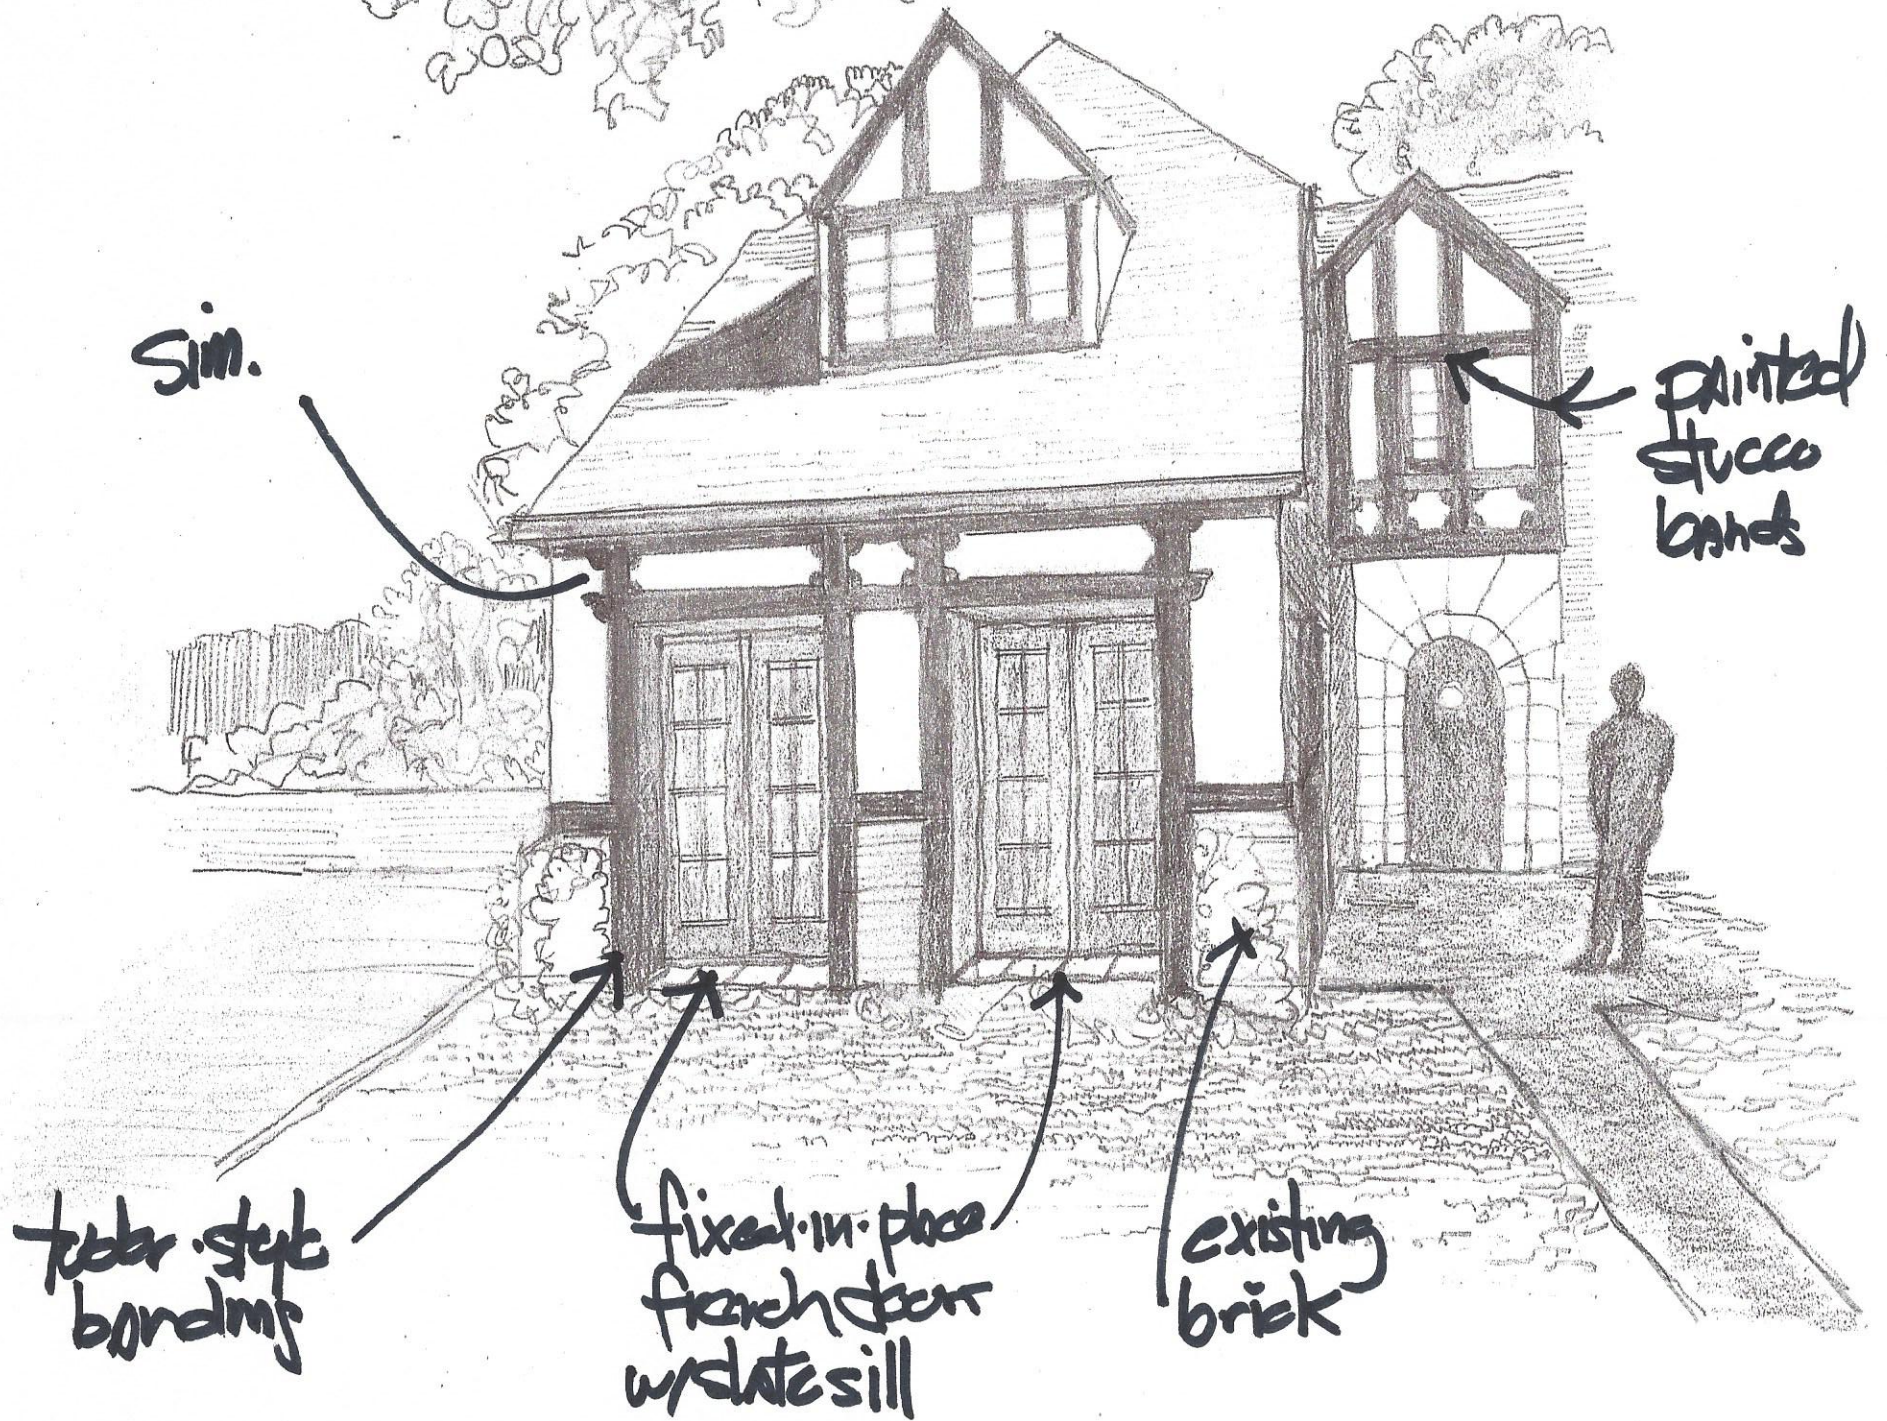 Sim.
painted
stucco
bands
tudor-style
banding
fixed-in-place
french door
w/slate sill
existing
brick